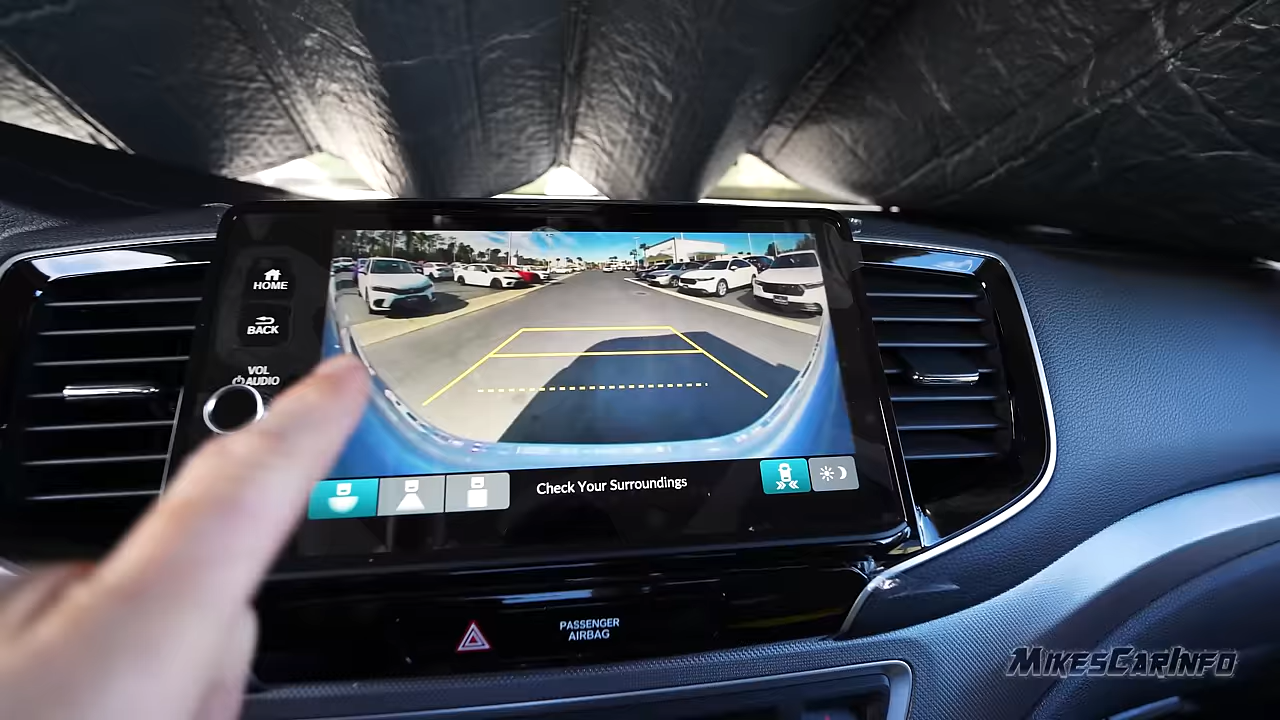 HOME
BACK
VOL
AUDIO
Check Your Surroundings
PASSENGER
AIRBAG
MIKESCARINFO